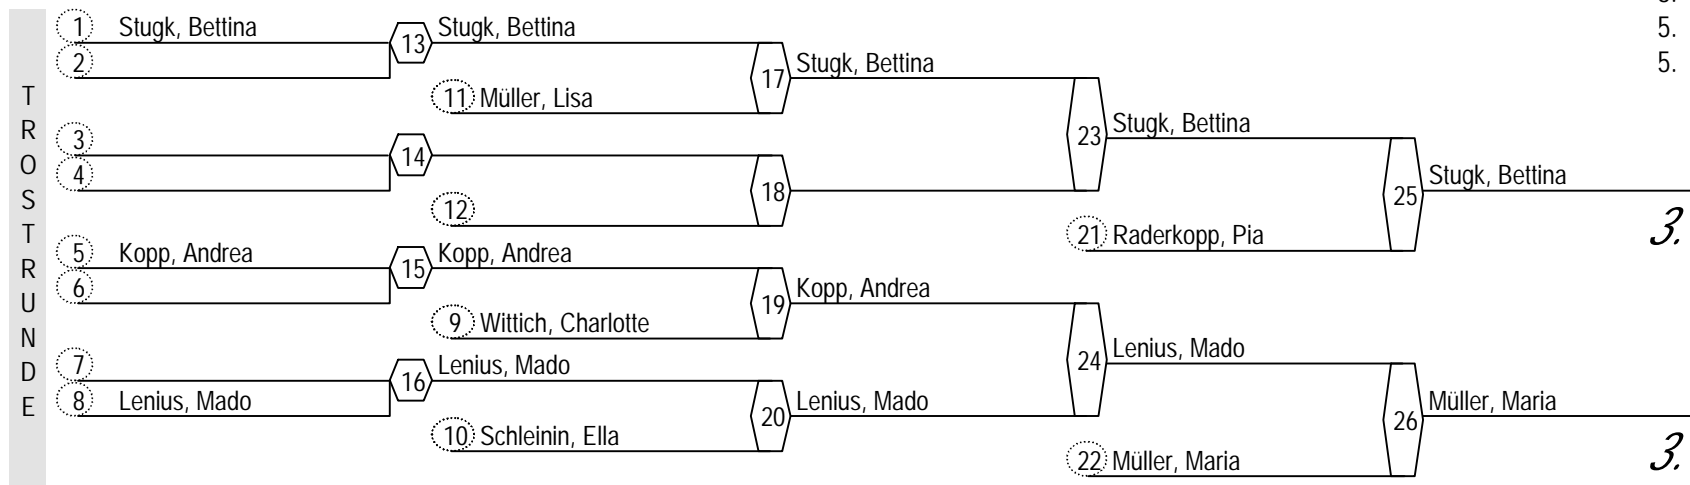 TROSTRUNDE
1 Stugk, Bettina 13 Stugk, Bettina
5.
2
17 Stugk, Bettina
5.
11 Müller, Lisa
23 Stugk, Bettina
3
14
4
18
25 Stugk, Bettina
12
3.
21 Raderkopp, Pia
5 Kopp, Andrea 15 Kopp, Andrea
6
19 Kopp, Andrea
9 Wittich, Charlotte
24 Lenius, Mado
7
16 Lenius, Mado
8 Lenius, Mado
20 Lenius, Mado
26 Müller, Maria
10 Schleinin, Ella
3.
22 Müller, Maria